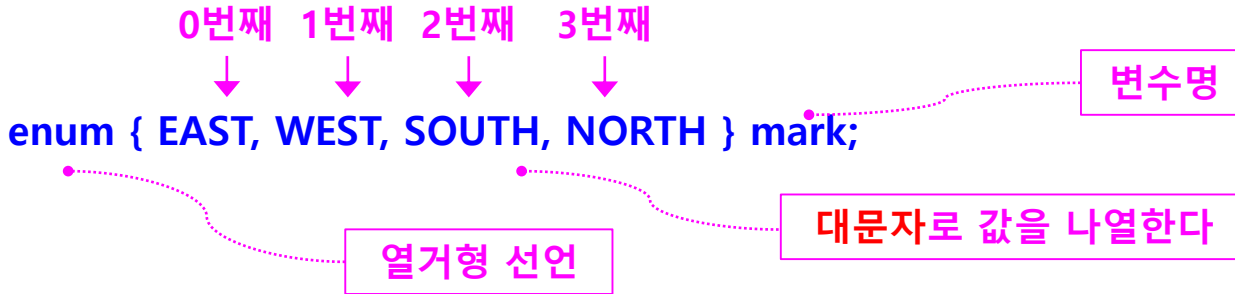 0번째 1번째 2번째 3번째
변수명
enum { EAST, WEST, SOUTH, NORTH } mark;
대문자로 값을 나열한다
열거형 선언